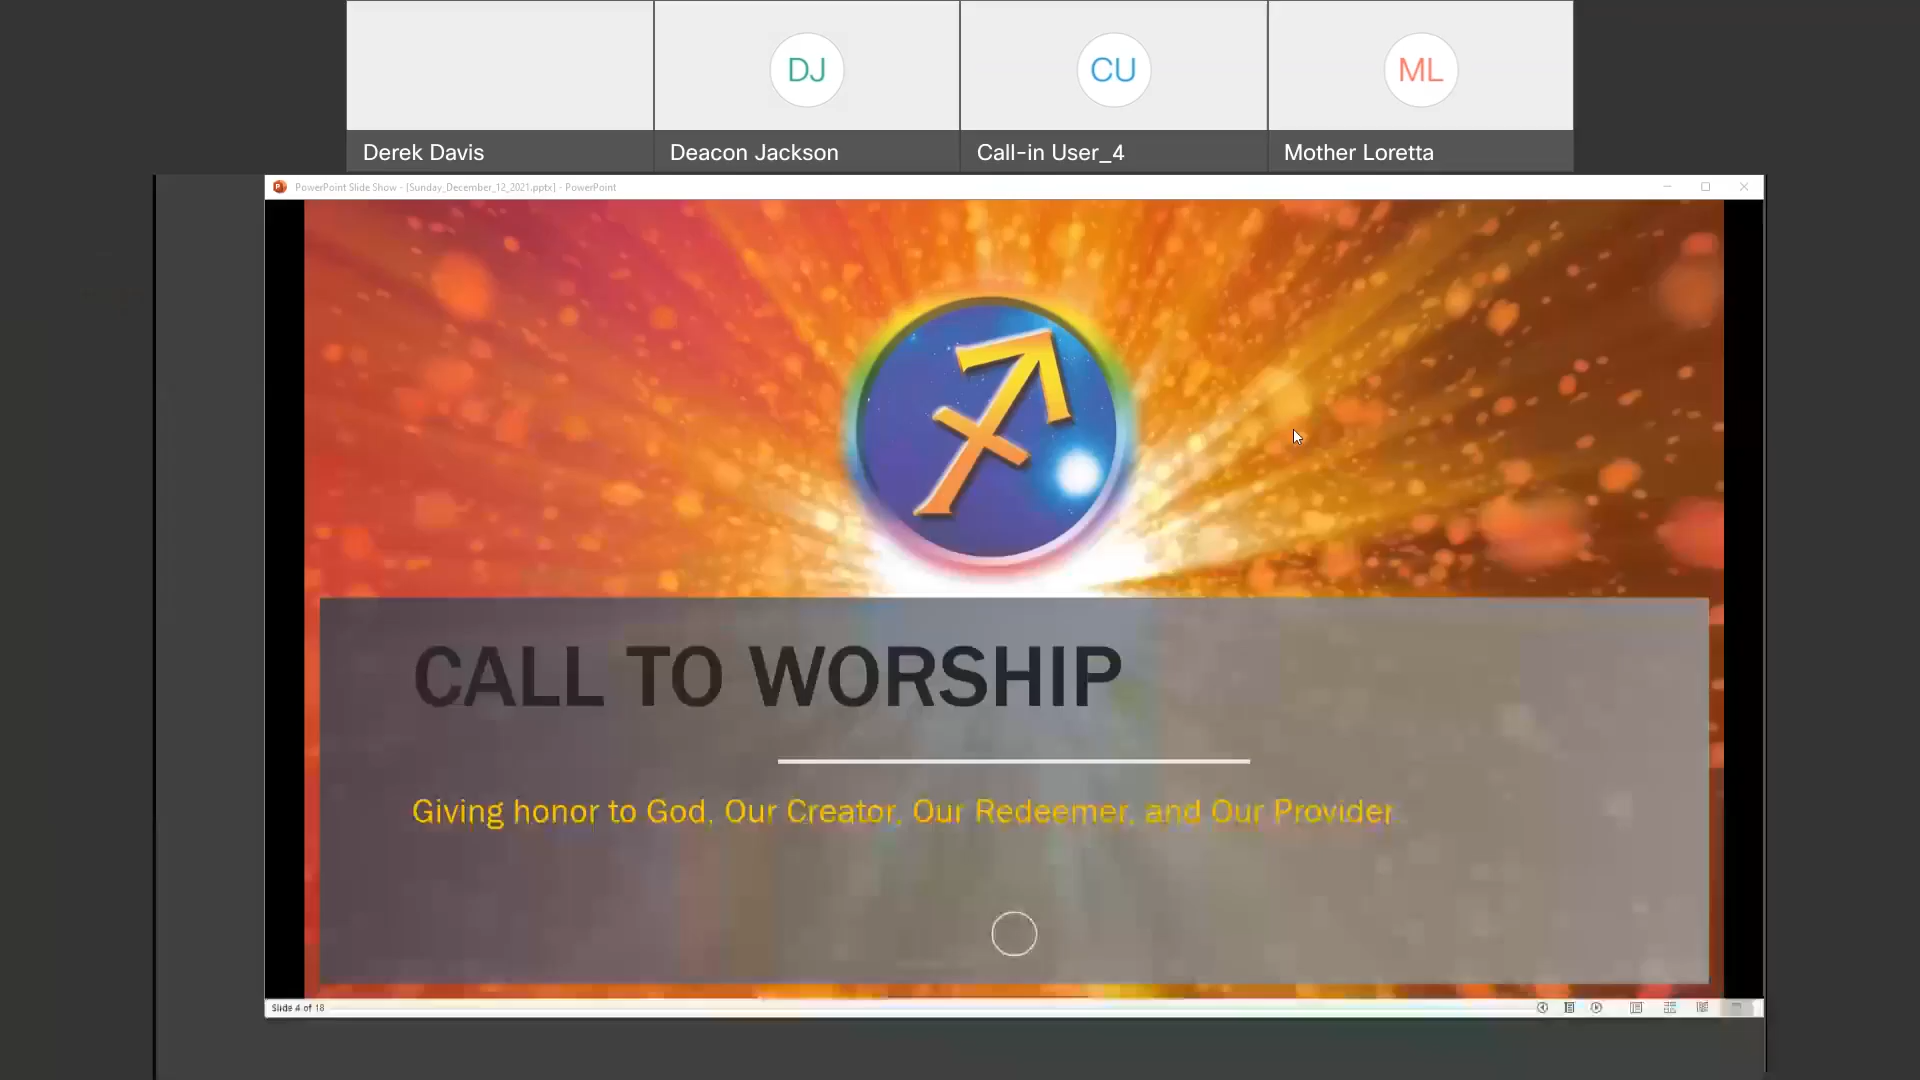 DJ
CU
ML
Derek Davis
Deacon Jackson
Call-in User_4
Mother Loretta
PowerPoint Slide Show - [Sunday_December_12_2021.pptx] - PowerPoint
CALL TO WORSHIP
Giving honor to God, Our Creator, Our Redeemer, and Our Provider
Slide 4 of 18